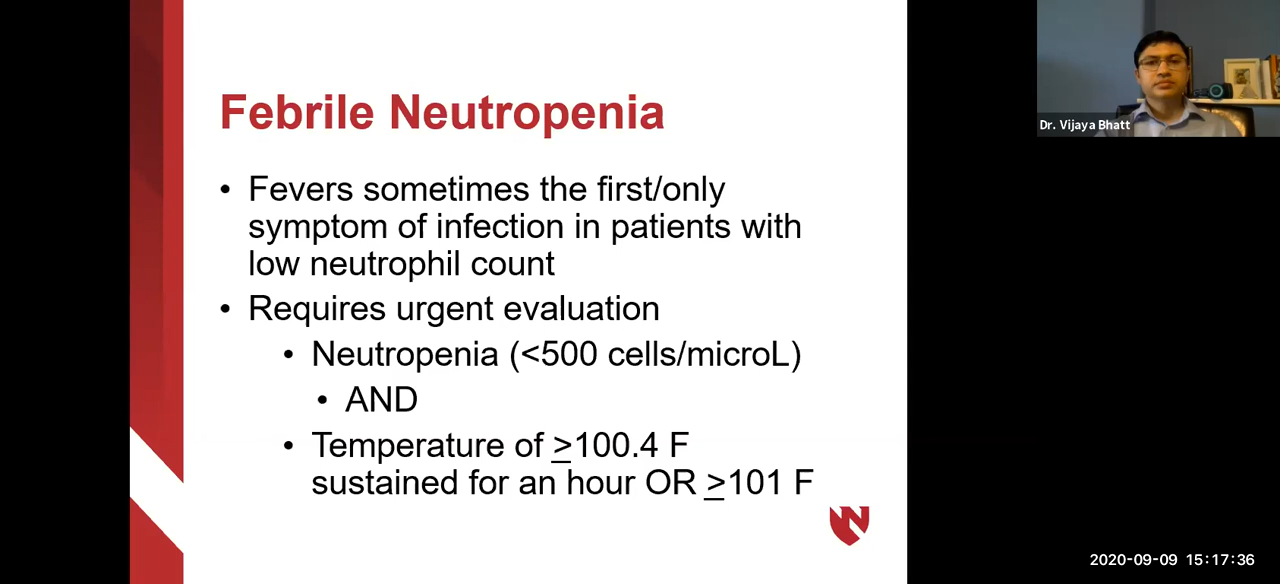 Febrile Neutropenia
• Fevers sometimes the first/only
symptom of infection in patients with
low neutrophil count
• Requires urgent evaluation
• Neutropenia (<500 cells/microL)
• AND
• Temperature of ≥100.4 F
sustained for an hour OR ≥101 F
Dr. Vijaya Bhatt
2020-09-09 15:17:36